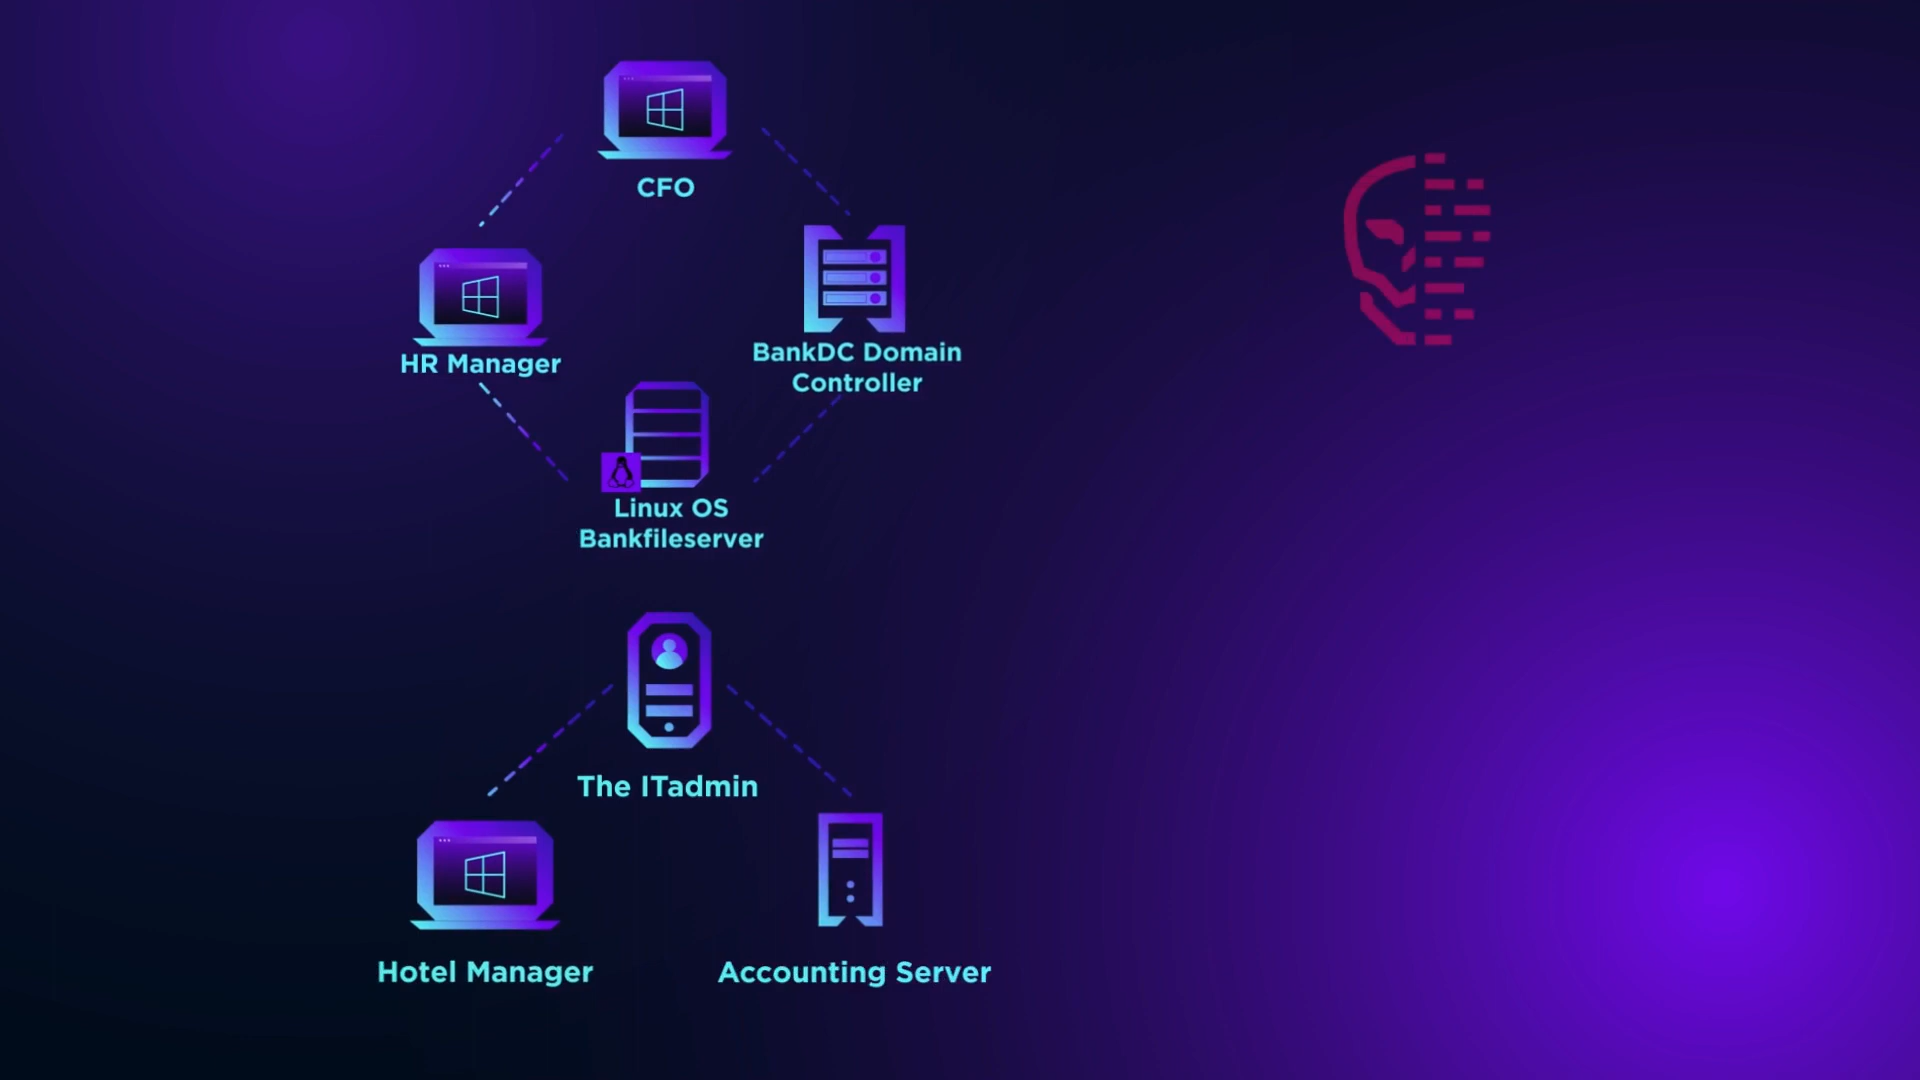 CFO
HR Manager
BankDC Domain
Controller
Linux OS
Bankfileserver
The ITadmin
Hotel Manager
Accounting Server